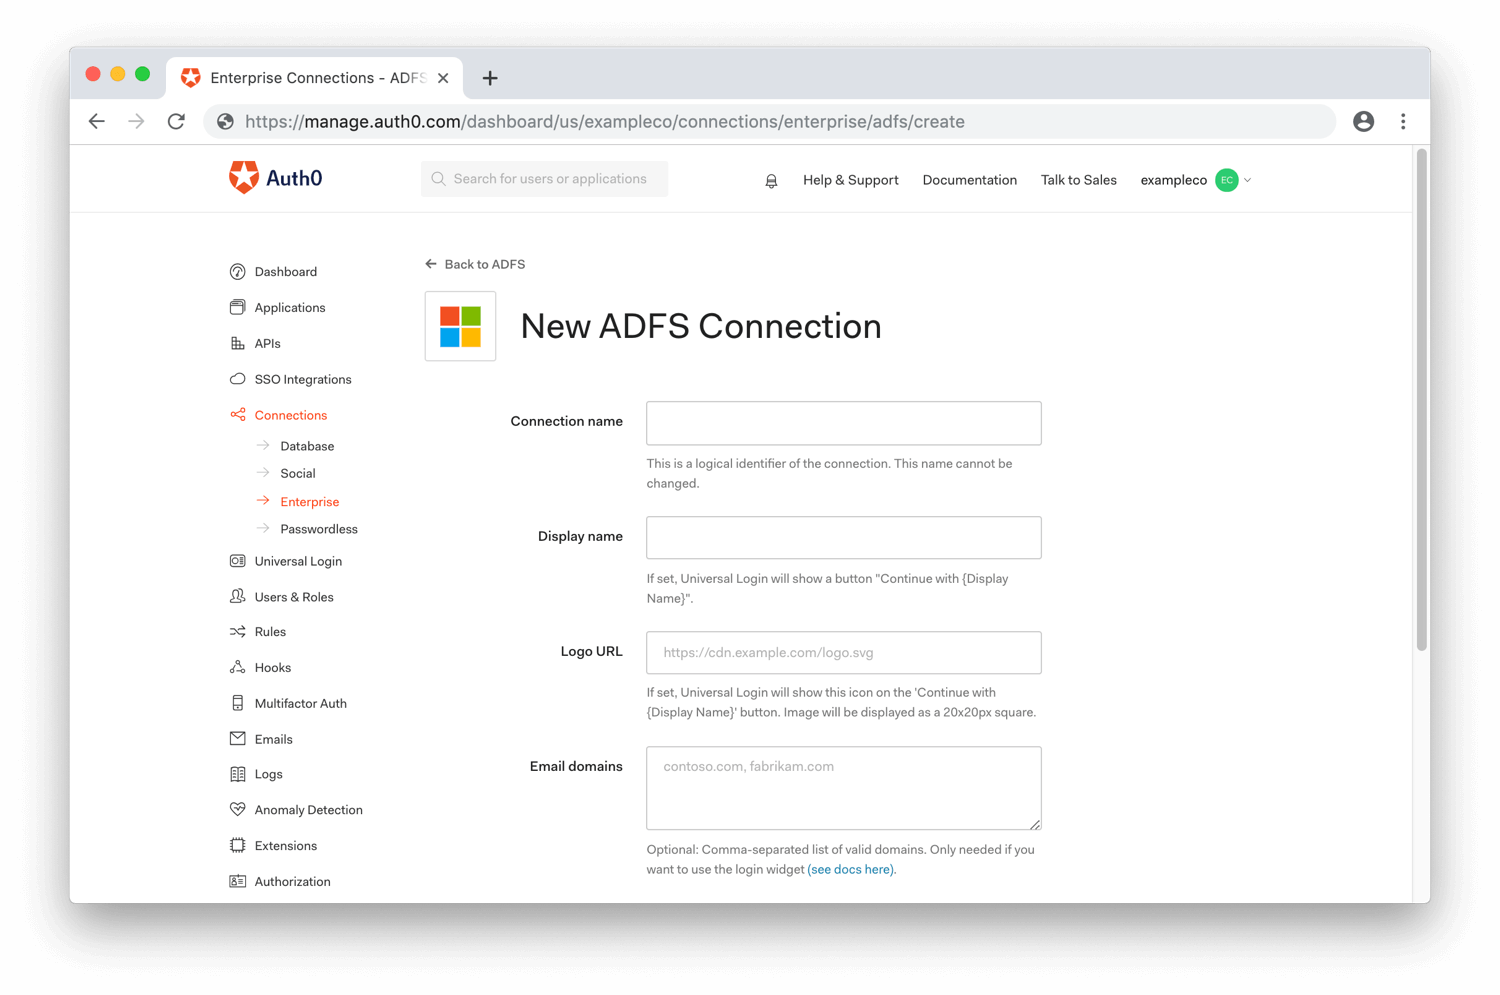 Enterprise Connections - ADFS
https://manage.auth0.com/dashboard/us/exampleco/connections/enterprise/adfs/create
Auth0
Search for users or applications
Help & Support
Documentation
Talk to Sales
exampleco
EC
Dashboard
Applications
APIs
SSO Integrations
Connections
Database
Social
Enterprise
Passwordless
Universal Login
Users & Roles
Rules
Hooks
Multifactor Auth
Emails
Logs
Anomaly Detection
Extensions
Authorization
Back to ADFS
New ADFS Connection
Connection name
This is a logical identifier of the connection. This name cannot be
changed.
Display name
If set, Universal Login will show a button "Continue with {Display
Name}".
Logo URL
https://cdn.example.com/logo.svg
If set, Universal Login will show this icon on the 'Continue with
{Display Name}' button. Image will be displayed as a 20x20px square.
Email domains
contoso.com, fabrikam.com
Optional: Comma-separated list of valid domains. Only needed if you
want to use the login widget (see docs here).